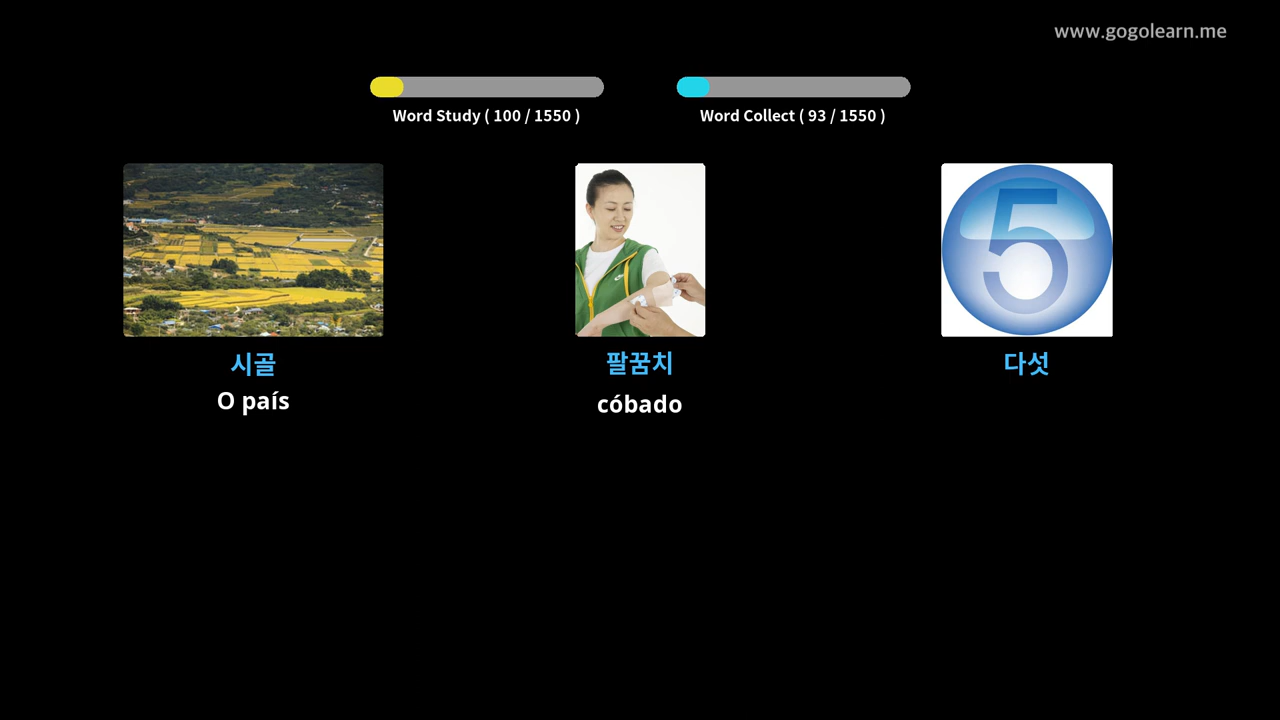 www.gogolearn.me
Word Study ( 100 / 1550 )
Word Collect ( 93 / 1550 )
5
시골
팔꿈치
다섯
O país
cóbado